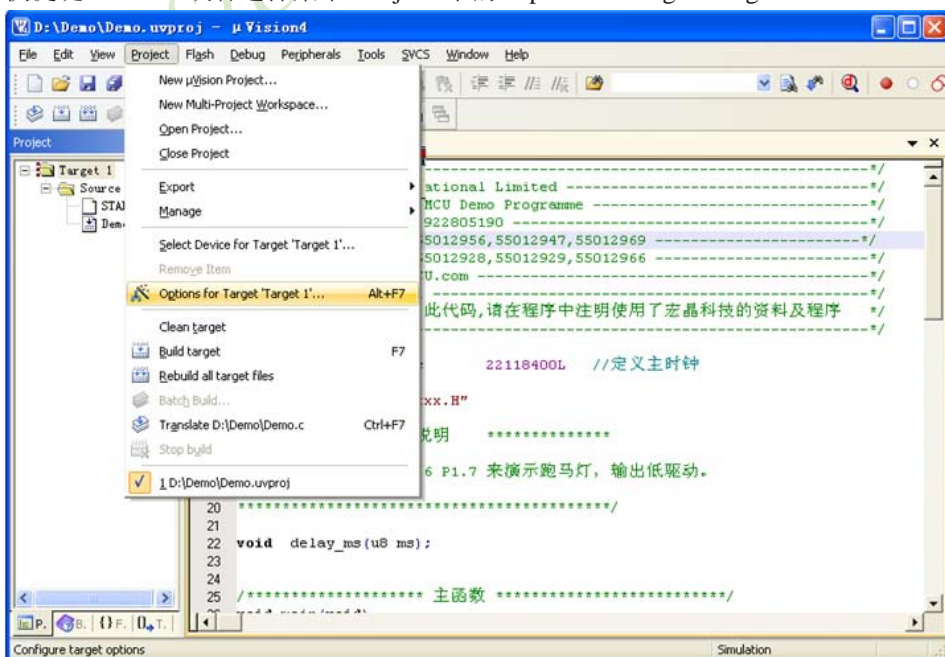 D:\Demo\Demo.uvproj - µVision4
File Edit View Project Flash Debug Peripherals Tools SVCS Window Help
Project
New µVision Project...
New Multi-Project Workspace...
Open Project...
Close Project
Export
Manage
Select Device for Target 'Target 1'...
Remove Item
Options for Target 'Target 1'... Alt+F7
Clean target
Build target F7
Rebuild all target files
Batch Build...
Translate D:\Demo\Demo.c Ctrl+F7
Stop build
1 D:\Demo\Demo.uvproj
Target 1
Source
STA
Dem
---*/
ational Limited ---*/
MCU Demo Programme ---*/
922805190 ---*/
55012956,55012947,55012969 ---*/
55012928,55012929,55012966 ---*/
U.com ---*/
---*/
此代码,请在程序中注明使用了宏晶科技的资料及程序 */
---*/
22118400L //定义主时钟
xx.H"
说明 **************
6 P1.7 来演示跑马灯，输出低驱动。
20 ******************************************/
21
22 void delay_ms(u8 ms);
23
24
25 /******************** 主函数 **************************/
P. B. {} F. 0. T.
Configure target options Simulation